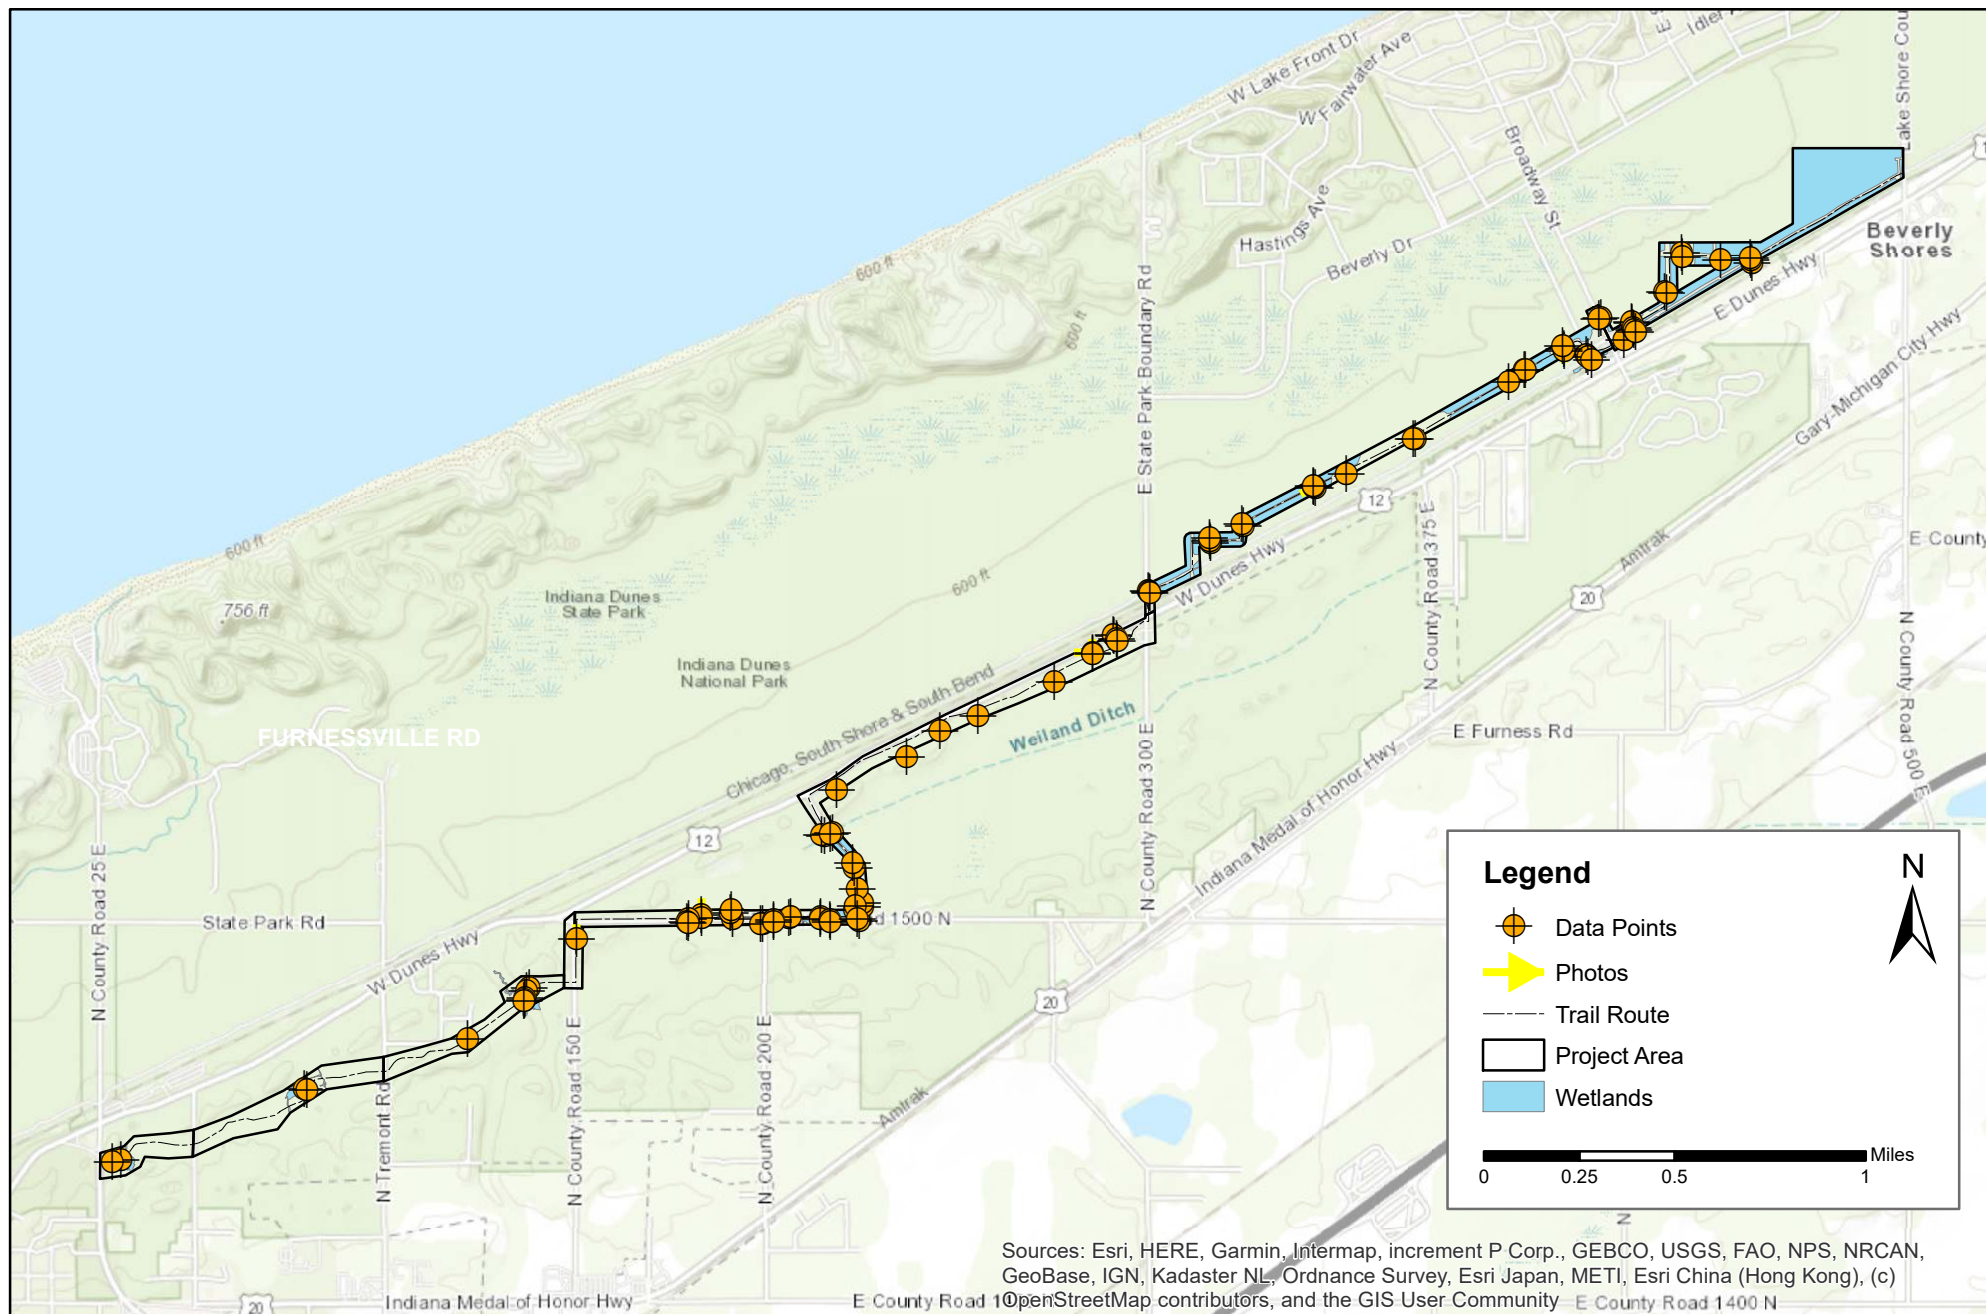 W Lake Front Dr
W Fairwater Ave
Idler
Lake Shore Cou
Broadway St
Hastings Ave
Beverly Dr
Beverly
Shores
600 ft
600 ft
E State Park Boundary Rd
E Dunes Hwy
Gary-Michigan City Hwy
12
N County Road 375 E
Amtrak
E County
600 ft
756 ft
Indiana Dunes
State Park
600 ft
W Dunes Hwy
20
N County Road 500 E
Indiana Dunes
National Park
Chicago, South Shore & South Bend
Weiland Ditch
N County Road 300 E
E Furness Rd
FURNESSVILLE RD
Indiana Medal of Honor Hwy
12
N County Road 25 E
State Park Rd
W Dunes Hwy
d 1500 N
20
N Tremont Rd
N County Road 150 E
N County Road 200 E
Amtrak
Legend
N
Data Points
Photos
Trail Route
Project Area
Wetlands
Miles
0 0.25 0.5 1
N
Sources: Esri, HERE, Garmin, Intermap, increment P Corp., GEBCO, USGS, FAO, NPS, NRCAN,
GeoBase, IGN, Kadaster NL, Ordnance Survey, Esri Japan, METI, Esri China (Hong Kong), (c)
OpenStreetMap contributors, and the GIS User Community
20
Indiana Medal of Honor Hwy
E County Road 1
E County Road 1400 N